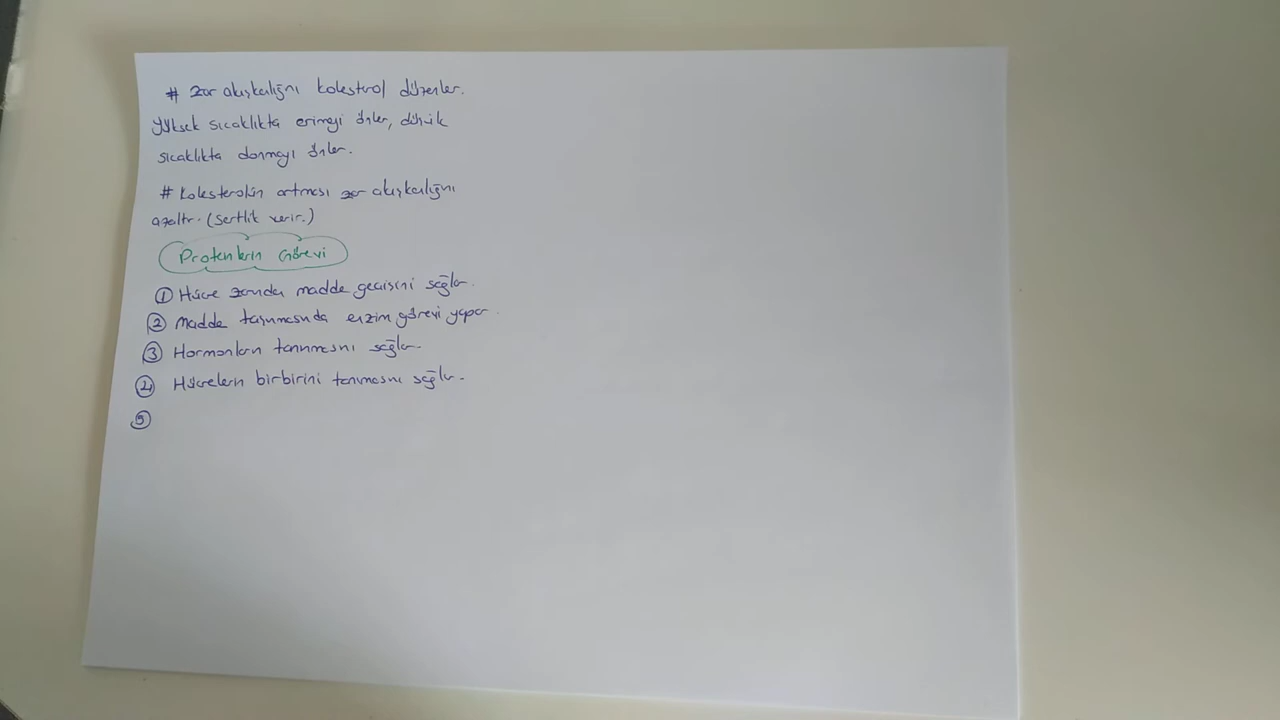 # zar akışkanlığını kolestrol düzenler.
Yüksek sıcaklıkta erimeyi önler, düşük
sıcaklıkta donmayı önler.
# Kolesterolün artması zar akışkanlığını
azaltır. (Sertlik verir.)
Proteinlerin Görevi
① Hücre zarında madde geçişini sağlar.
② Madde taşınmasında enzim görevi yapar.
③ Hormonların tanınmasını sağlar.
④ Hücrelerin birbirini tanımasını sağlar.
⑤